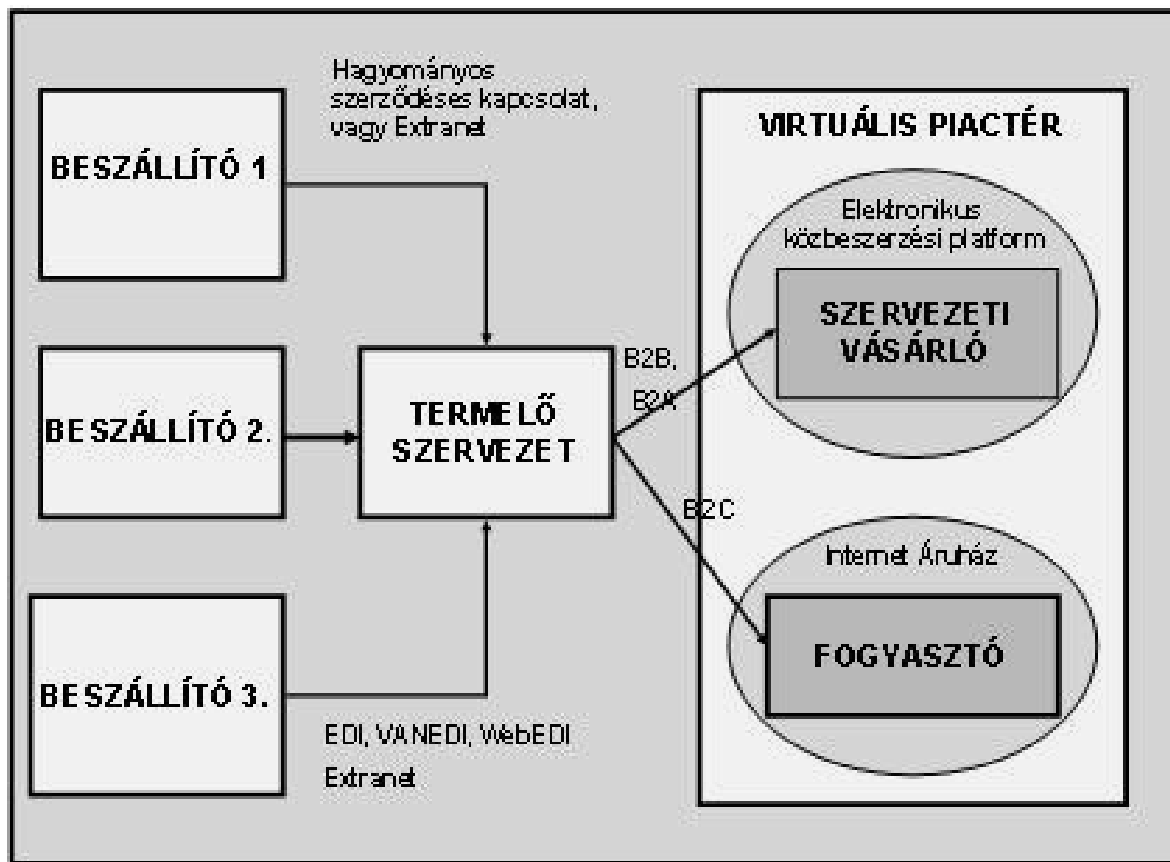 Hagyományos
szerződéses kapcsolat,
vagy Extranet
BESZÁLLÍTÓ 1
BESZÁLLÍTÓ 2.
BESZÁLLÍTÓ 3.
EDI, VANEDI, WebEDI
Extranet
TERMELŐ
SZERVEZET
B2B,
B2A
B2C
VIRTUÁLIS PIACTÉR
Elektronikus
közbeszerzési platform
SZERVEZETI
VÁSÁRLÓ
Internet Áruház
FOGYASZTÓ